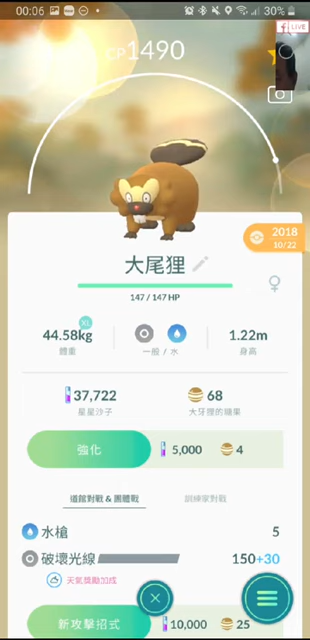 00:06 30%
LIVE
CP1490
2018
10/22
大尾狸
147 / 147 HP
XL
44.58kg 1.22m
體重 一般 / 水 身高
37,722 68
星星沙子 大牙狸的糖果
強化 5,000 4
道館對戰 & 團體戰 訓練家對戰
水槍 5
破壞光線 150+30
天氣獎勵加成
新攻擊招式 10,000 25